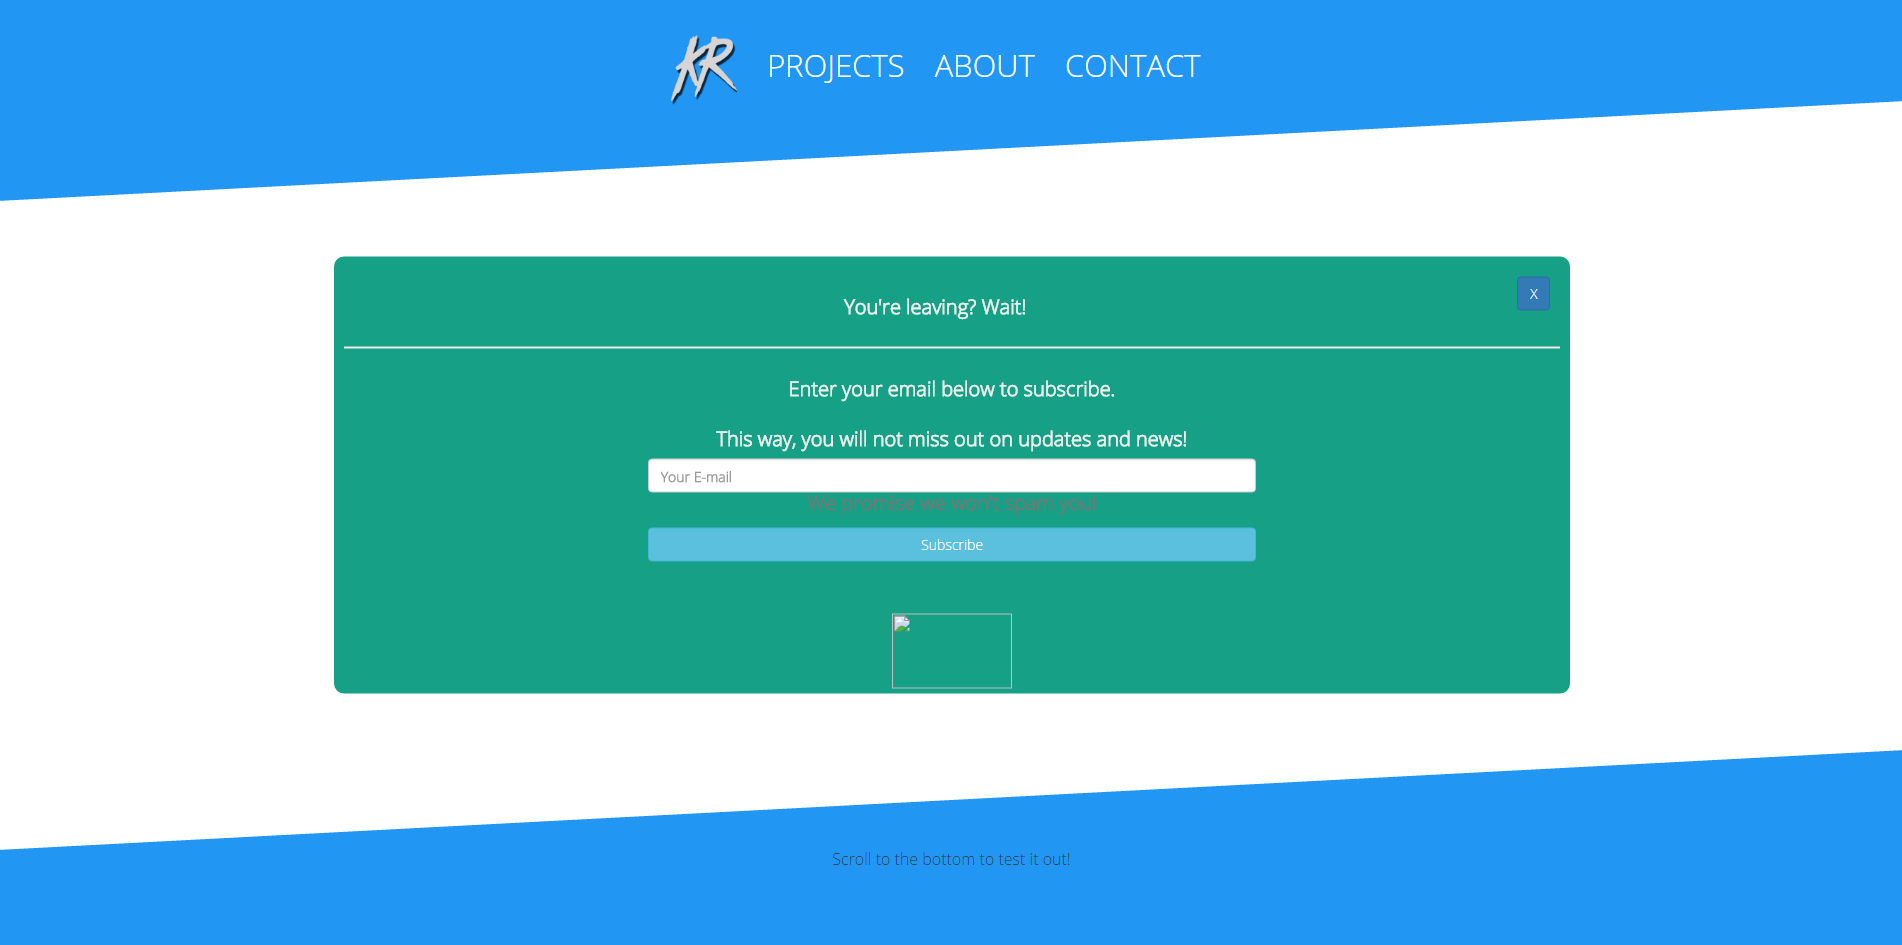 KR
PROJECTS ABOUT CONTACT
X
You're leaving? Wait!
Enter your email below to subscribe.
This way, you will not miss out on updates and news!
Your E-mail
We promise we won't spam you!
Subscribe
Scroll to the bottom to test it out!